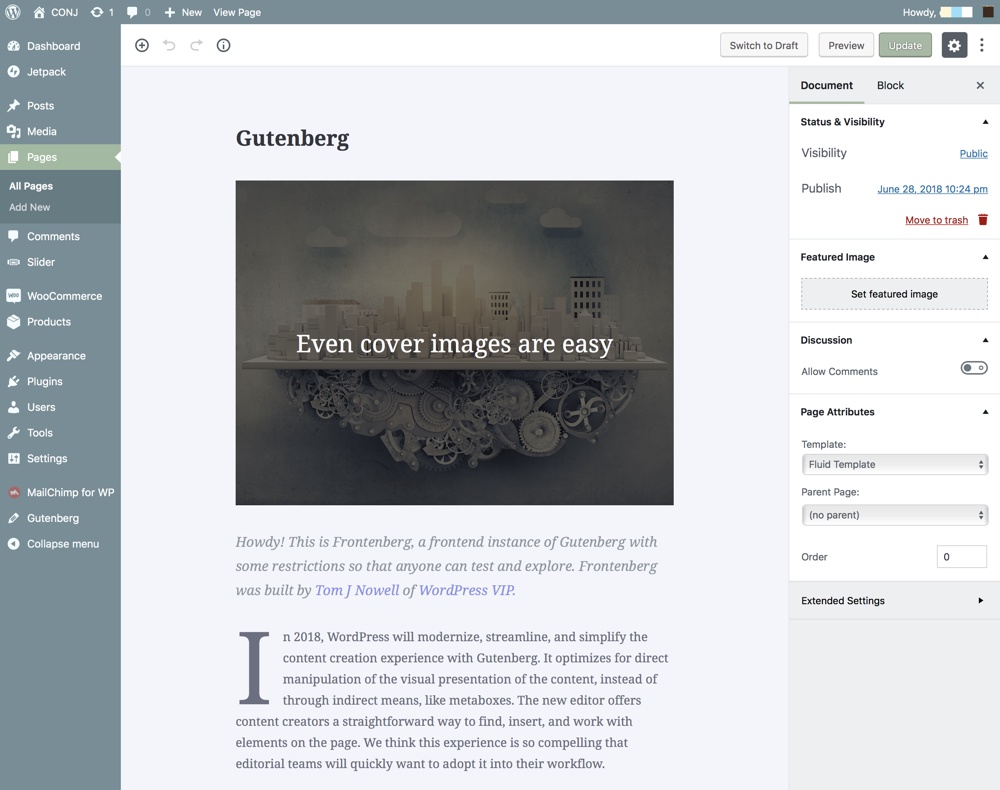 CONJ 1 0 New View Page Howdy,
Dashboard
Jetpack
Posts
Media
Pages
All Pages
Add New
Comments
Slider
WooCommerce
Products
Appearance
Plugins
Users
Tools
Settings
MailChimp for WP
Gutenberg
Collapse menu
Switch to Draft Preview Update
Gutenberg
Even cover images are easy
Howdy! This is Frontenberg, a frontend instance of Gutenberg with
some restrictions so that anyone can test and explore. Frontenberg
was built by Tom J Nowell of WordPress VIP.
In 2018, WordPress will modernize, streamline, and simplify the
content creation experience with Gutenberg. It optimizes for direct
manipulation of the visual presentation of the content, instead of
through indirect means, like metaboxes. The new editor offers
content creators a straightforward way to find, insert, and work with
elements on the page. We think this experience is so compelling that
editorial teams will quickly want to adopt it into their workflow.
Document Block
Status & Visibility
Visibility Public
Publish June 28, 2018 10:24 pm
Move to trash
Featured Image
Set featured image
Discussion
Allow Comments
Page Attributes
Template:
Fluid Template
Parent Page:
(no parent)
Order 0
Extended Settings